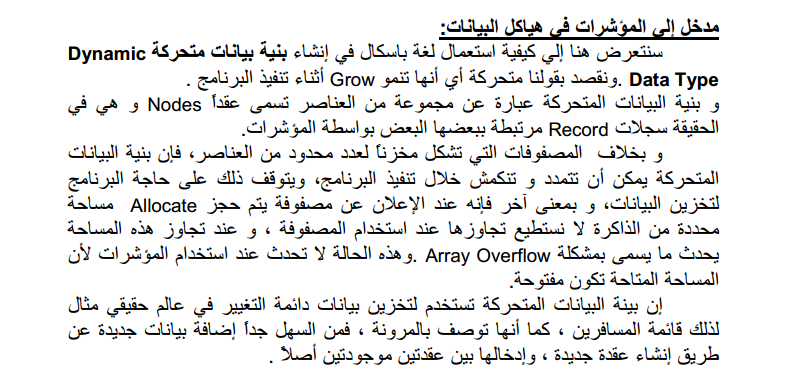 مدخل إلي المؤشرات في هياكل البيانات:
سنتعرض هنا إلي كيفية استعمال لغة باسكال في إنشاء بنية بيانات متحركة Dynamic
Data Type .ونقصد بقولنا متحركة أي أنها تنمو Grow أثناء تنفيذ البرنامج .
و بنية البيانات المتحركة عبارة عن مجموعة من العناصر تسمى عقداً Nodes و هي في
الحقيقة سجلات Record مرتبطة ببعضها البعض بواسطة المؤشرات.
و بخلاف المصفوفات التي تشكل مخزناً لعدد محدود من العناصر، فإن بنية البيانات
المتحركة يمكن أن تتمدد و تنكمش خلال تنفيذ البرنامج، ويتوقف ذلك على حاجة البرنامج
لتخزين البيانات، و بمعنى آخر فإنه عند الإعلان عن مصفوفة يتم حجز Allocate مساحة
محددة من الذاكرة لا نستطيع تجاوزها عند استخدام المصفوفة ، و عند تجاوز هذه المساحة
يحدث ما يسمى بمشكلة Array Overflow .وهذه الحالة لا تحدث عند استخدام المؤشرات لأن
المساحة المتاحة تكون مفتوحة.
إن بينة البيانات المتحركة تستخدم لتخزين بيانات دائمة التغيير في عالم حقيقي مثال
لذلك قائمة المسافرين ، كما أنها توصف بالمرونة ، فمن السهل جداً إضافة بيانات جديدة عن
طريق إنشاء عقدة جديدة ، وإدخالها بين عقدتين موجودتين أصلاً .